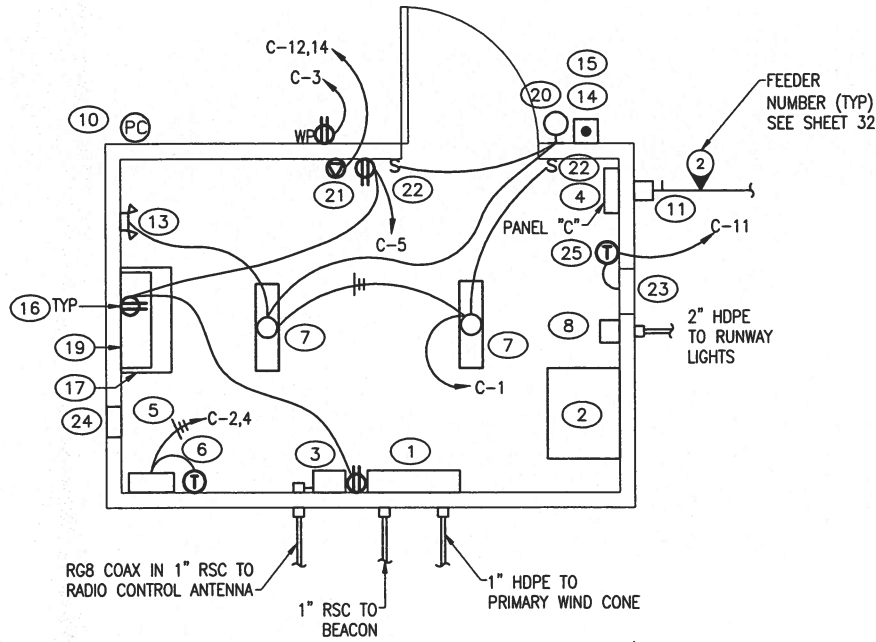 C-12,14
C-3
15
20
14
FEEDER
NUMBER (TYP)
SEE SHEET 32
10
PC
WP
2
21
S
22
S
22
4
11
PANEL "C"
13
C-5
25
T
C-11
16
TYP
7
7
8
23
2" HDPE
TO RUNWAY
LIGHTS
19
17
C-1
24
5
C-2,4
2
6
3
1
T
RG8 COAX IN 1" RSC TO
RADIO CONTROL ANTENNA
1" HDPE TO
PRIMARY WIND CONE
1" RSC TO
BEACON